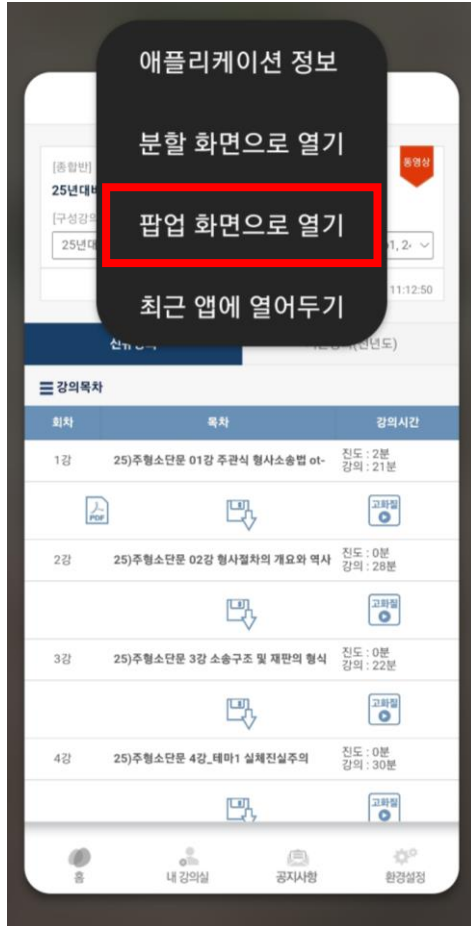 애플리케이션 정보
분할 화면으로 열기
팝업 화면으로 열기
최근 앱에 열어두기
[종합반]
동영상
25년대비
[구성강의
25년대
11:12:50
강의목차
회차 목차 강의시간
1강 25)주형소단문 01강 주관식 형사소송법 ot- 진도 : 2분
강의 : 21분
PDF 고화질
2강 25)주형소단문 02강 형사절차의 개요와 역사 진도 : 0분
강의 : 28분
고화질
3강 25)주형소단문 3강 소송구조 및 재판의 형식 진도 : 0분
강의 : 22분
고화질
4강 25)주형소단문 4강_테마1 실체진실주의 진도 : 0분
강의 : 30분
고화질
홈 내 강의실 공지사항 환경설정